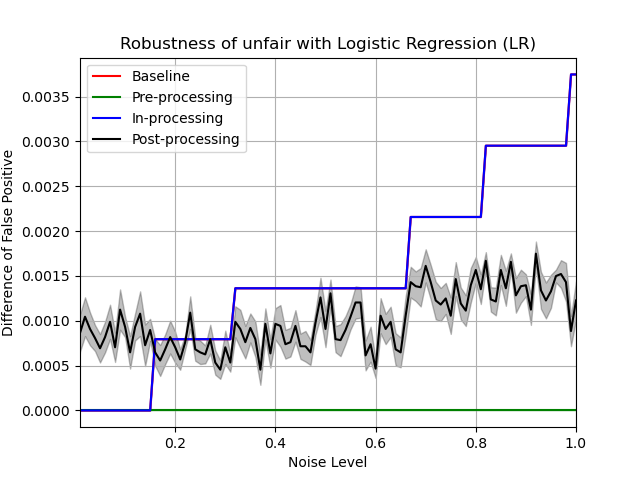 Robustness of unfair with Logistic Regression (LR)
Baseline
Pre-processing
In-processing
Post-processing
Difference of False Positive
0.0035
0.0030
0.0025
0.0020
0.0015
0.0010
0.0005
0.0000
0.2 0.4 0.6 0.8 1.0
Noise Level